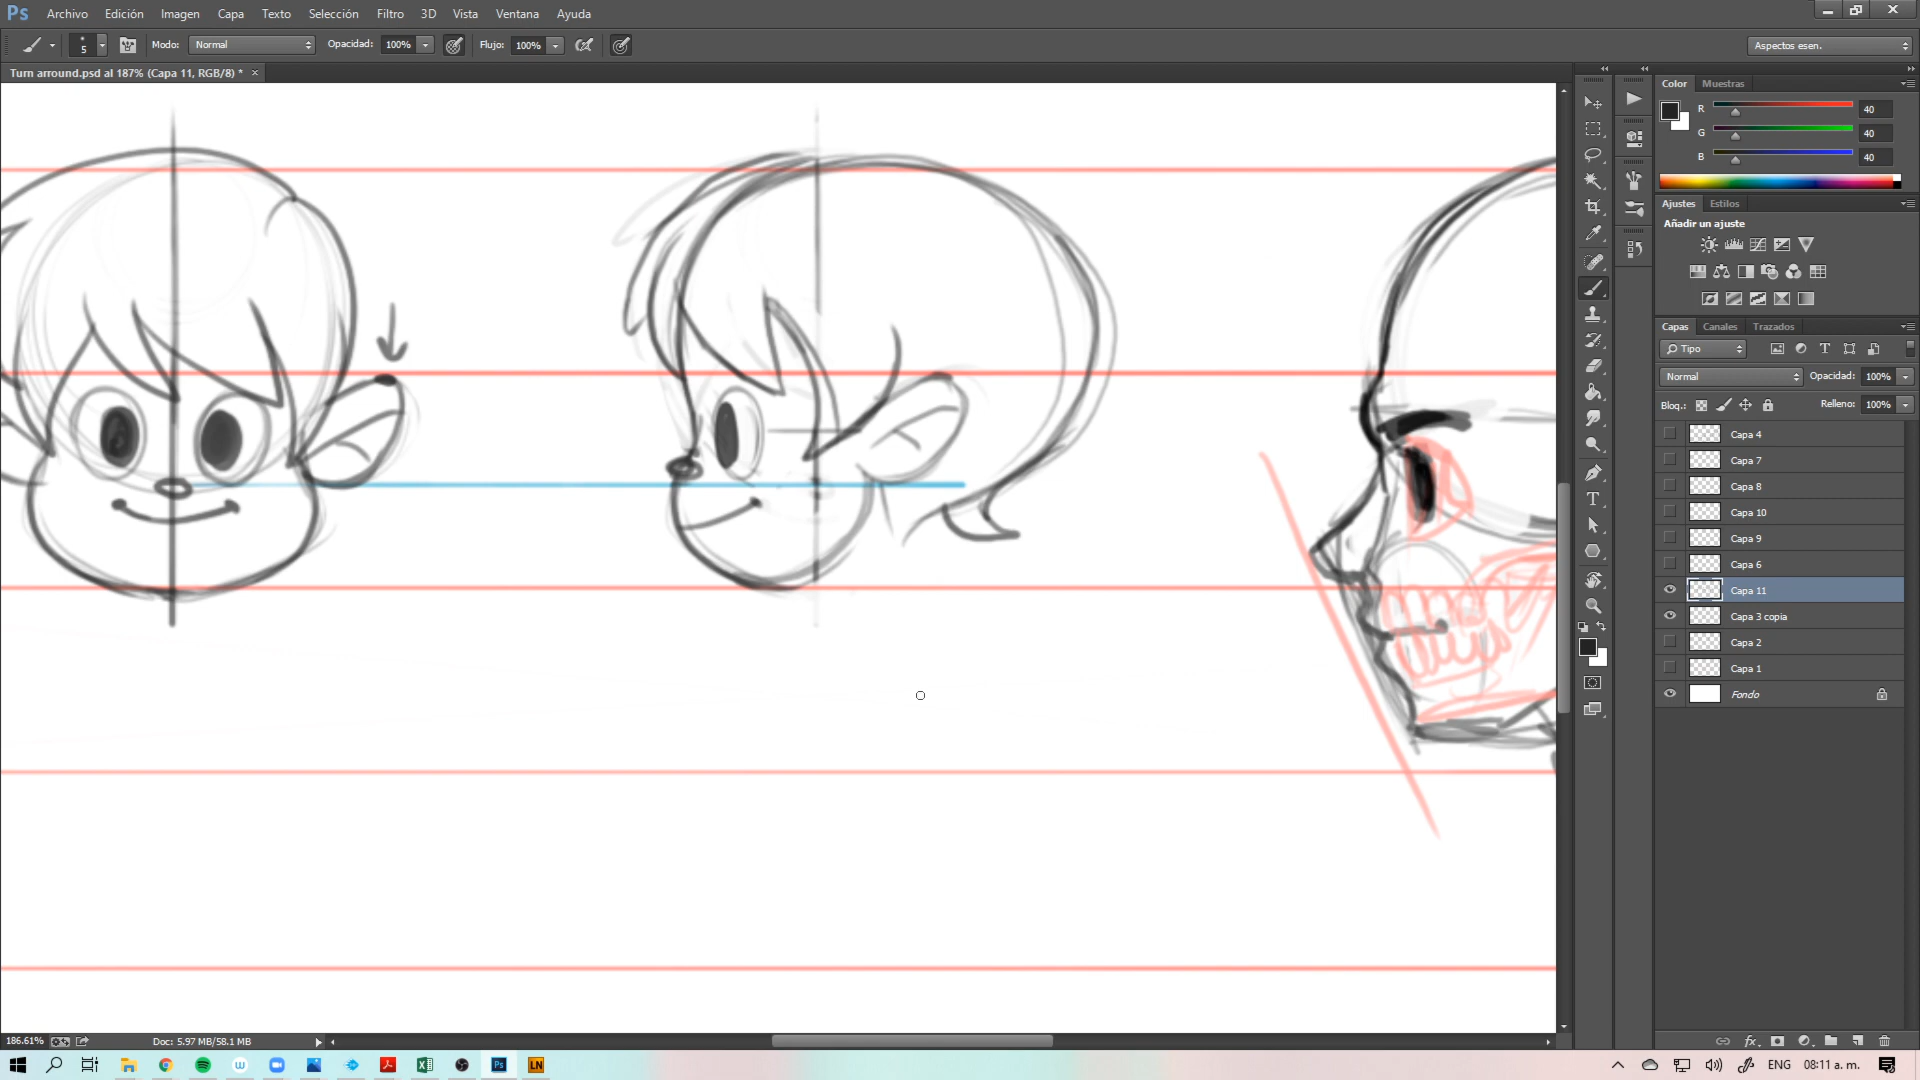 Ps Archivo Edición Imagen Capa Texto Selección Filtro 3D Vista Ventana Ayuda
5 Modo: Normal Opacidad: 100% Flujo: 100% Aspectos esen.
Turn arround.psd al 187% (Capa 11, RGB/8) * ×
Color Muestras
R 40
G 40
B 40
Ajustes Estilos
Añadir un ajuste
Capas Canales Trazados
Tipo
Normal Opacidad: 100%
Bloq.: Relleno: 100%
Capa 4
Capa 7
Capa 8
Capa 10
Capa 9
Capa 6
Capa 11
Capa 3 copia
Capa 2
Capa 1
Fondo
186.61% Doc: 5.97 MB/58.1 MB
fx
Ps LN ENG 08:11 a. m.